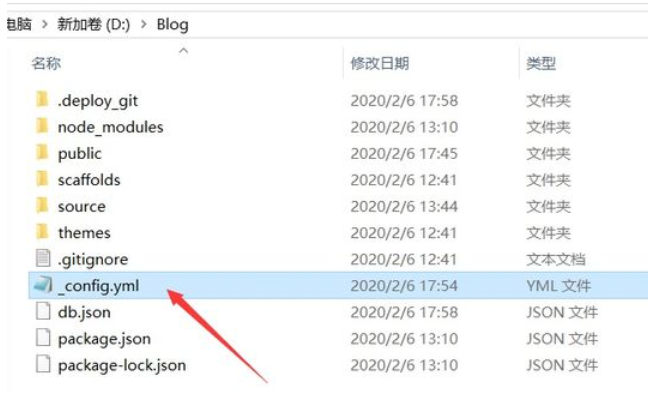 电脑 > 新加卷 (D:) > Blog
名称 修改日期 类型
.deploy_git 2020/2/6 17:58 文件夹
node_modules 2020/2/6 13:10 文件夹
public 2020/2/6 17:45 文件夹
scaffolds 2020/2/6 12:41 文件夹
source 2020/2/6 13:44 文件夹
themes 2020/2/6 12:41 文件夹
.gitignore 2020/2/6 12:41 文本文档
_config.yml 2020/2/6 17:54 YML 文件
db.json 2020/2/6 17:58 JSON 文件
package.json 2020/2/6 13:10 JSON 文件
package-lock.json 2020/2/6 13:10 JSON 文件